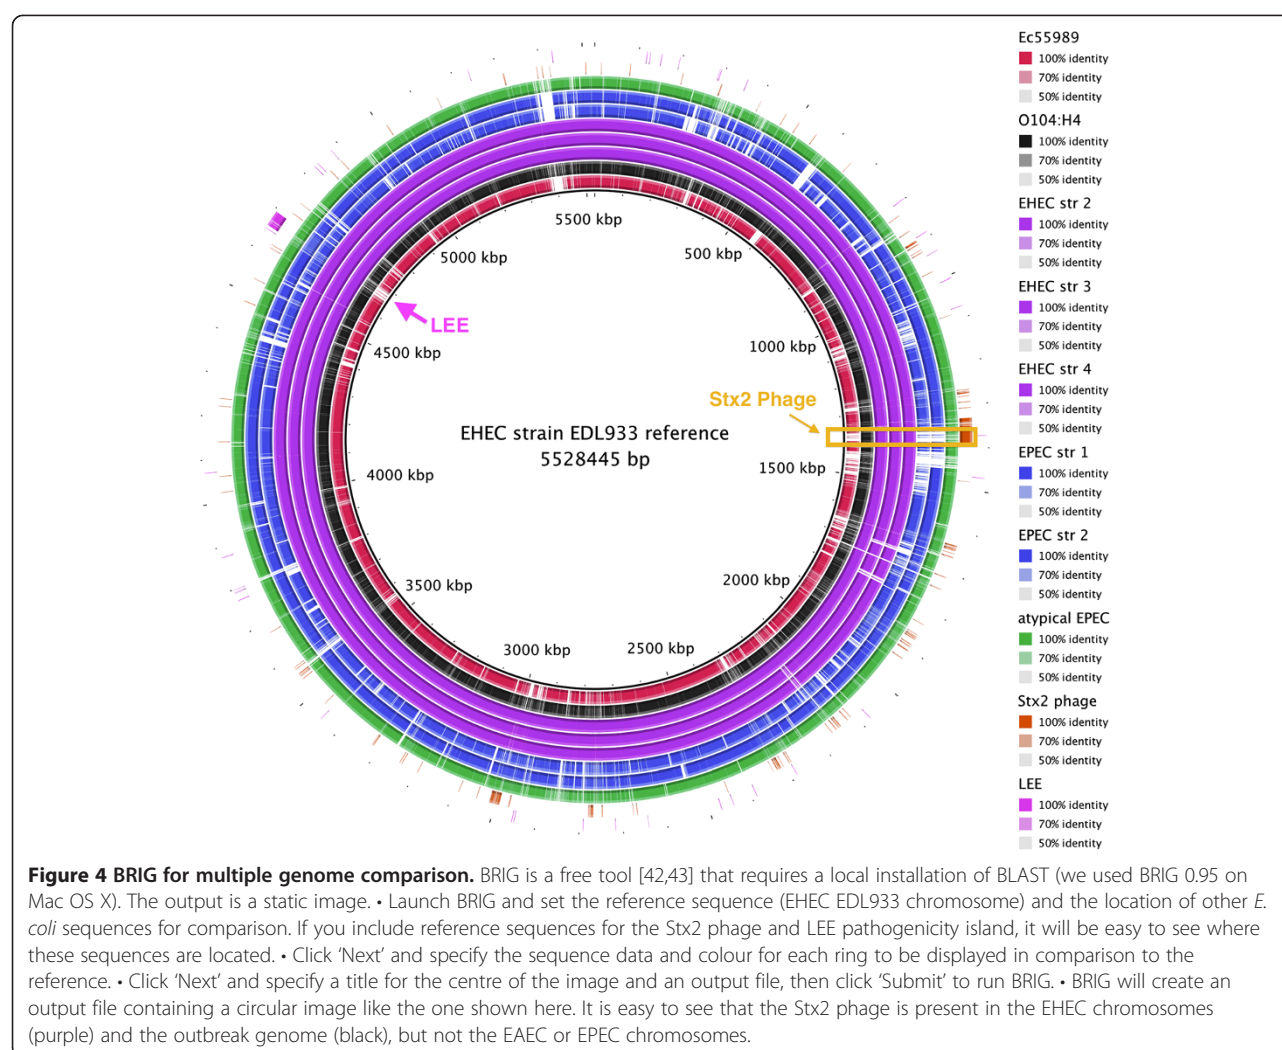 Ec55989
100% identity
70% identity
50% identity
O104:H4
100% identity
70% identity
50% identity
EHEC str 2
100% identity
70% identity
50% identity
EHEC str 3
100% identity
70% identity
50% identity
EHEC str 4
100% identity
70% identity
50% identity
EPEC str 1
100% identity
70% identity
50% identity
EPEC str 2
100% identity
70% identity
50% identity
atypical EPEC
100% identity
70% identity
50% identity
Stx2 phage
100% identity
70% identity
50% identity
LEE
100% identity
70% identity
50% identity
5500 kbp
500 kbp
5000 kbp
LEE
4500 kbp
1000 kbp
Stx2 Phage
EHEC strain EDL933 reference
5528445 bp
1500 kbp
4000 kbp
2000 kbp
3500 kbp
3000 kbp
2500 kbp
Figure 4 BRIG for multiple genome comparison. BRIG is a free tool [42,43] that requires a local installation of BLAST (we used BRIG 0.95 on
Mac OS X). The output is a static image. • Launch BRIG and set the reference sequence (EHEC EDL933 chromosome) and the location of other E.
coli sequences for comparison. If you include reference sequences for the Stx2 phage and LEE pathogenicity island, it will be easy to see where
these sequences are located. • Click ‘Next’ and specify the sequence data and colour for each ring to be displayed in comparison to the
reference. • Click ‘Next’ and specify a title for the centre of the image and an output file, then click ‘Submit’ to run BRIG. • BRIG will create an
output file containing a circular image like the one shown here. It is easy to see that the Stx2 phage is present in the EHEC chromosomes
(purple) and the outbreak genome (black), but not the EAEC or EPEC chromosomes.